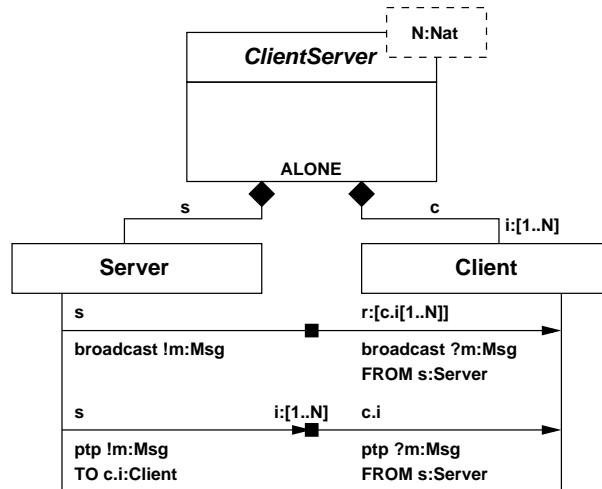 N:Nat
ClientServer
ALONE
s
c
i:[1..N]
Server
Client
s
r:[c.i[1..N]]
broadcast !m:Msg
broadcast ?m:Msg
FROM s:Server
s
i:[1..N]
c.i
ptp !m:Msg
TO c.i:Client
ptp ?m:Msg
FROM s:Server